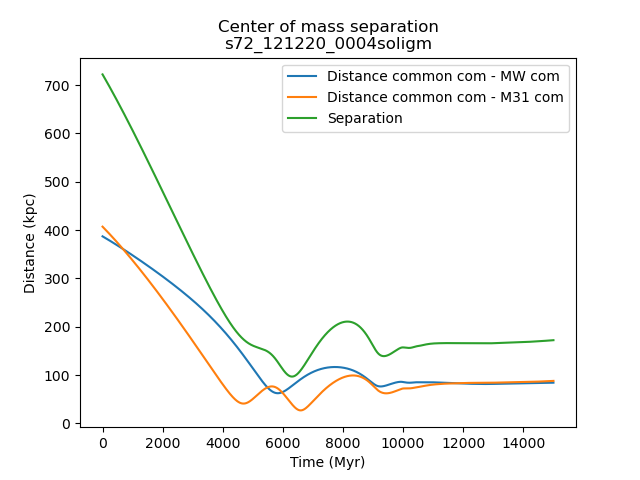 Center of mass separation
s72_121220_0004soligm
Distance common com - MW com
Distance common com - M31 com
Separation
700
600
500
400
300
200
100
0
Distance (kpc)
0 2000 4000 6000 8000 10000 12000 14000
Time (Myr)